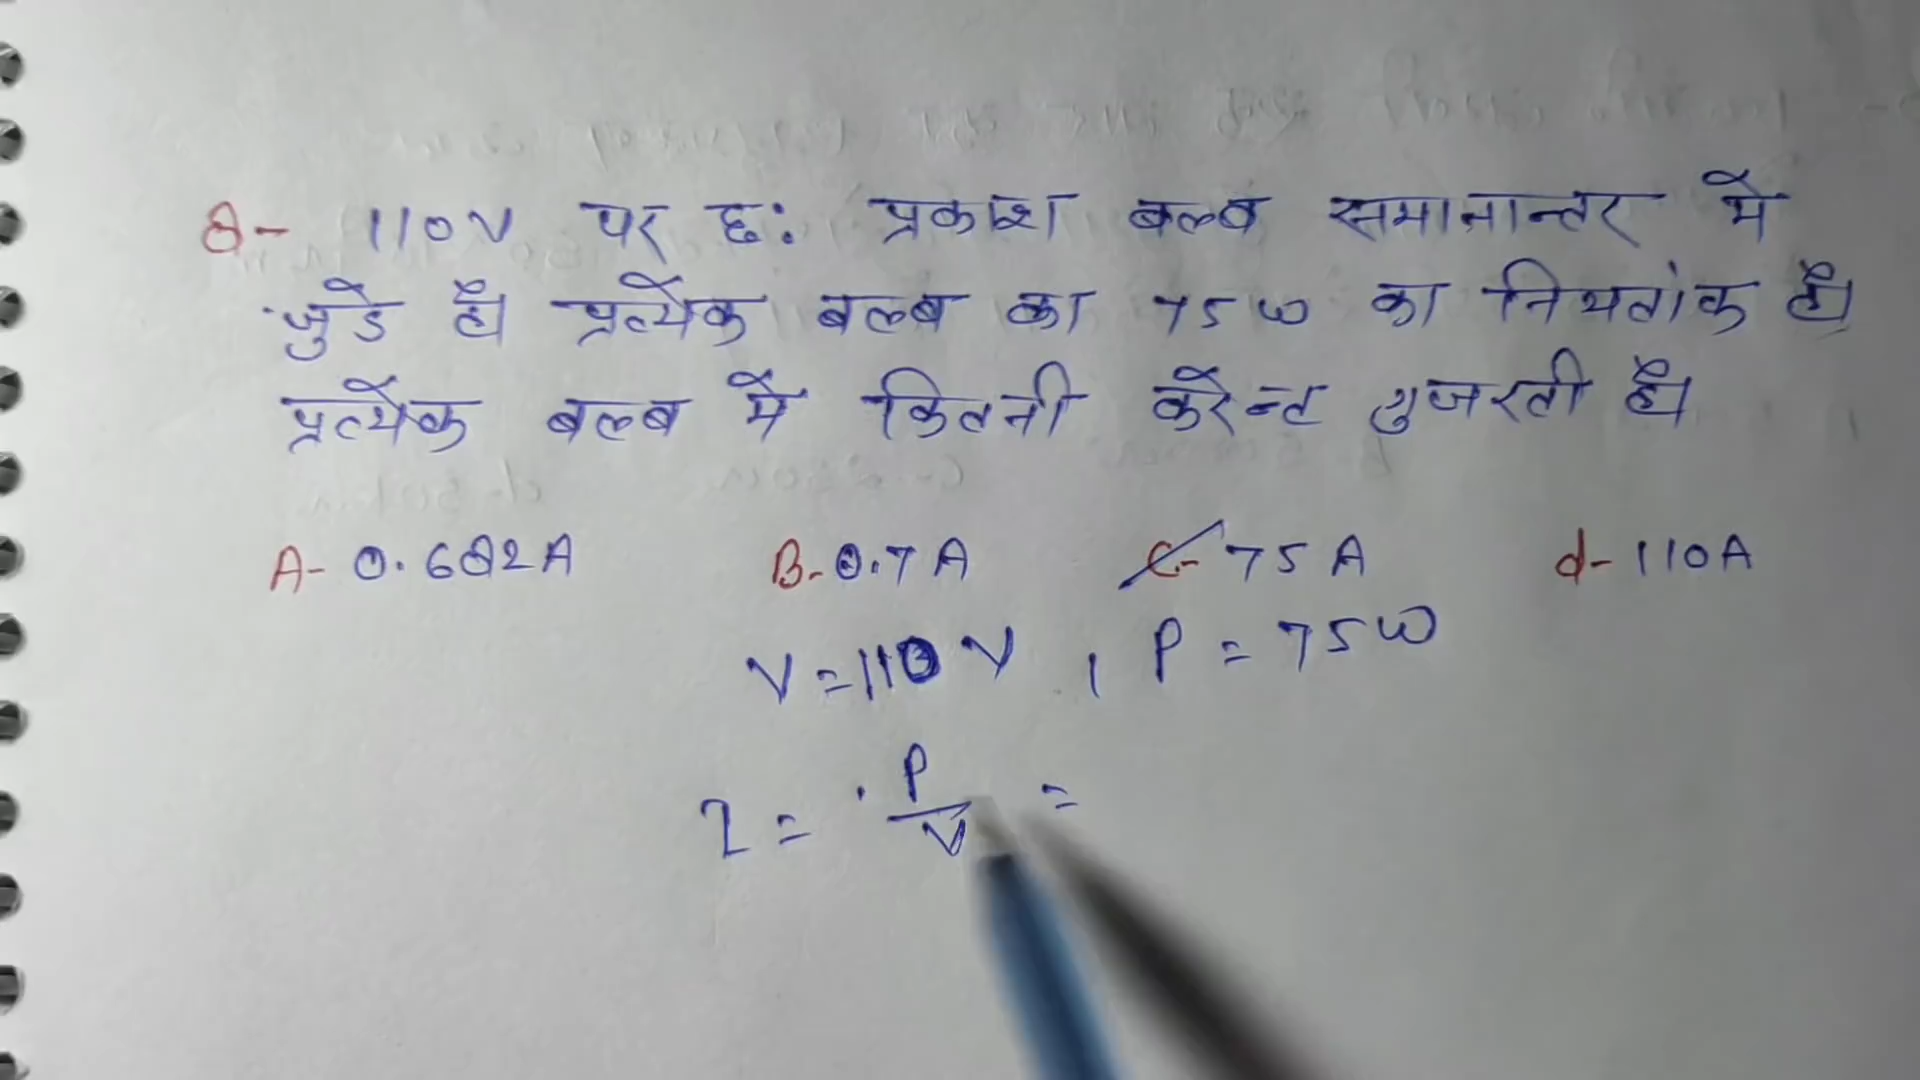 Q- 110V पर छ: प्रकाश बल्ब समानान्तर में
जुडे है। प्रत्येक बल्ब का 75W का नियतांक है।
प्रत्येक बल्ब में कितनी करेन्ट गुजरती है।
A- 0.682A B- 0.7A C- 75A d- 110A
V=110V , P = 75W
I = P/V =